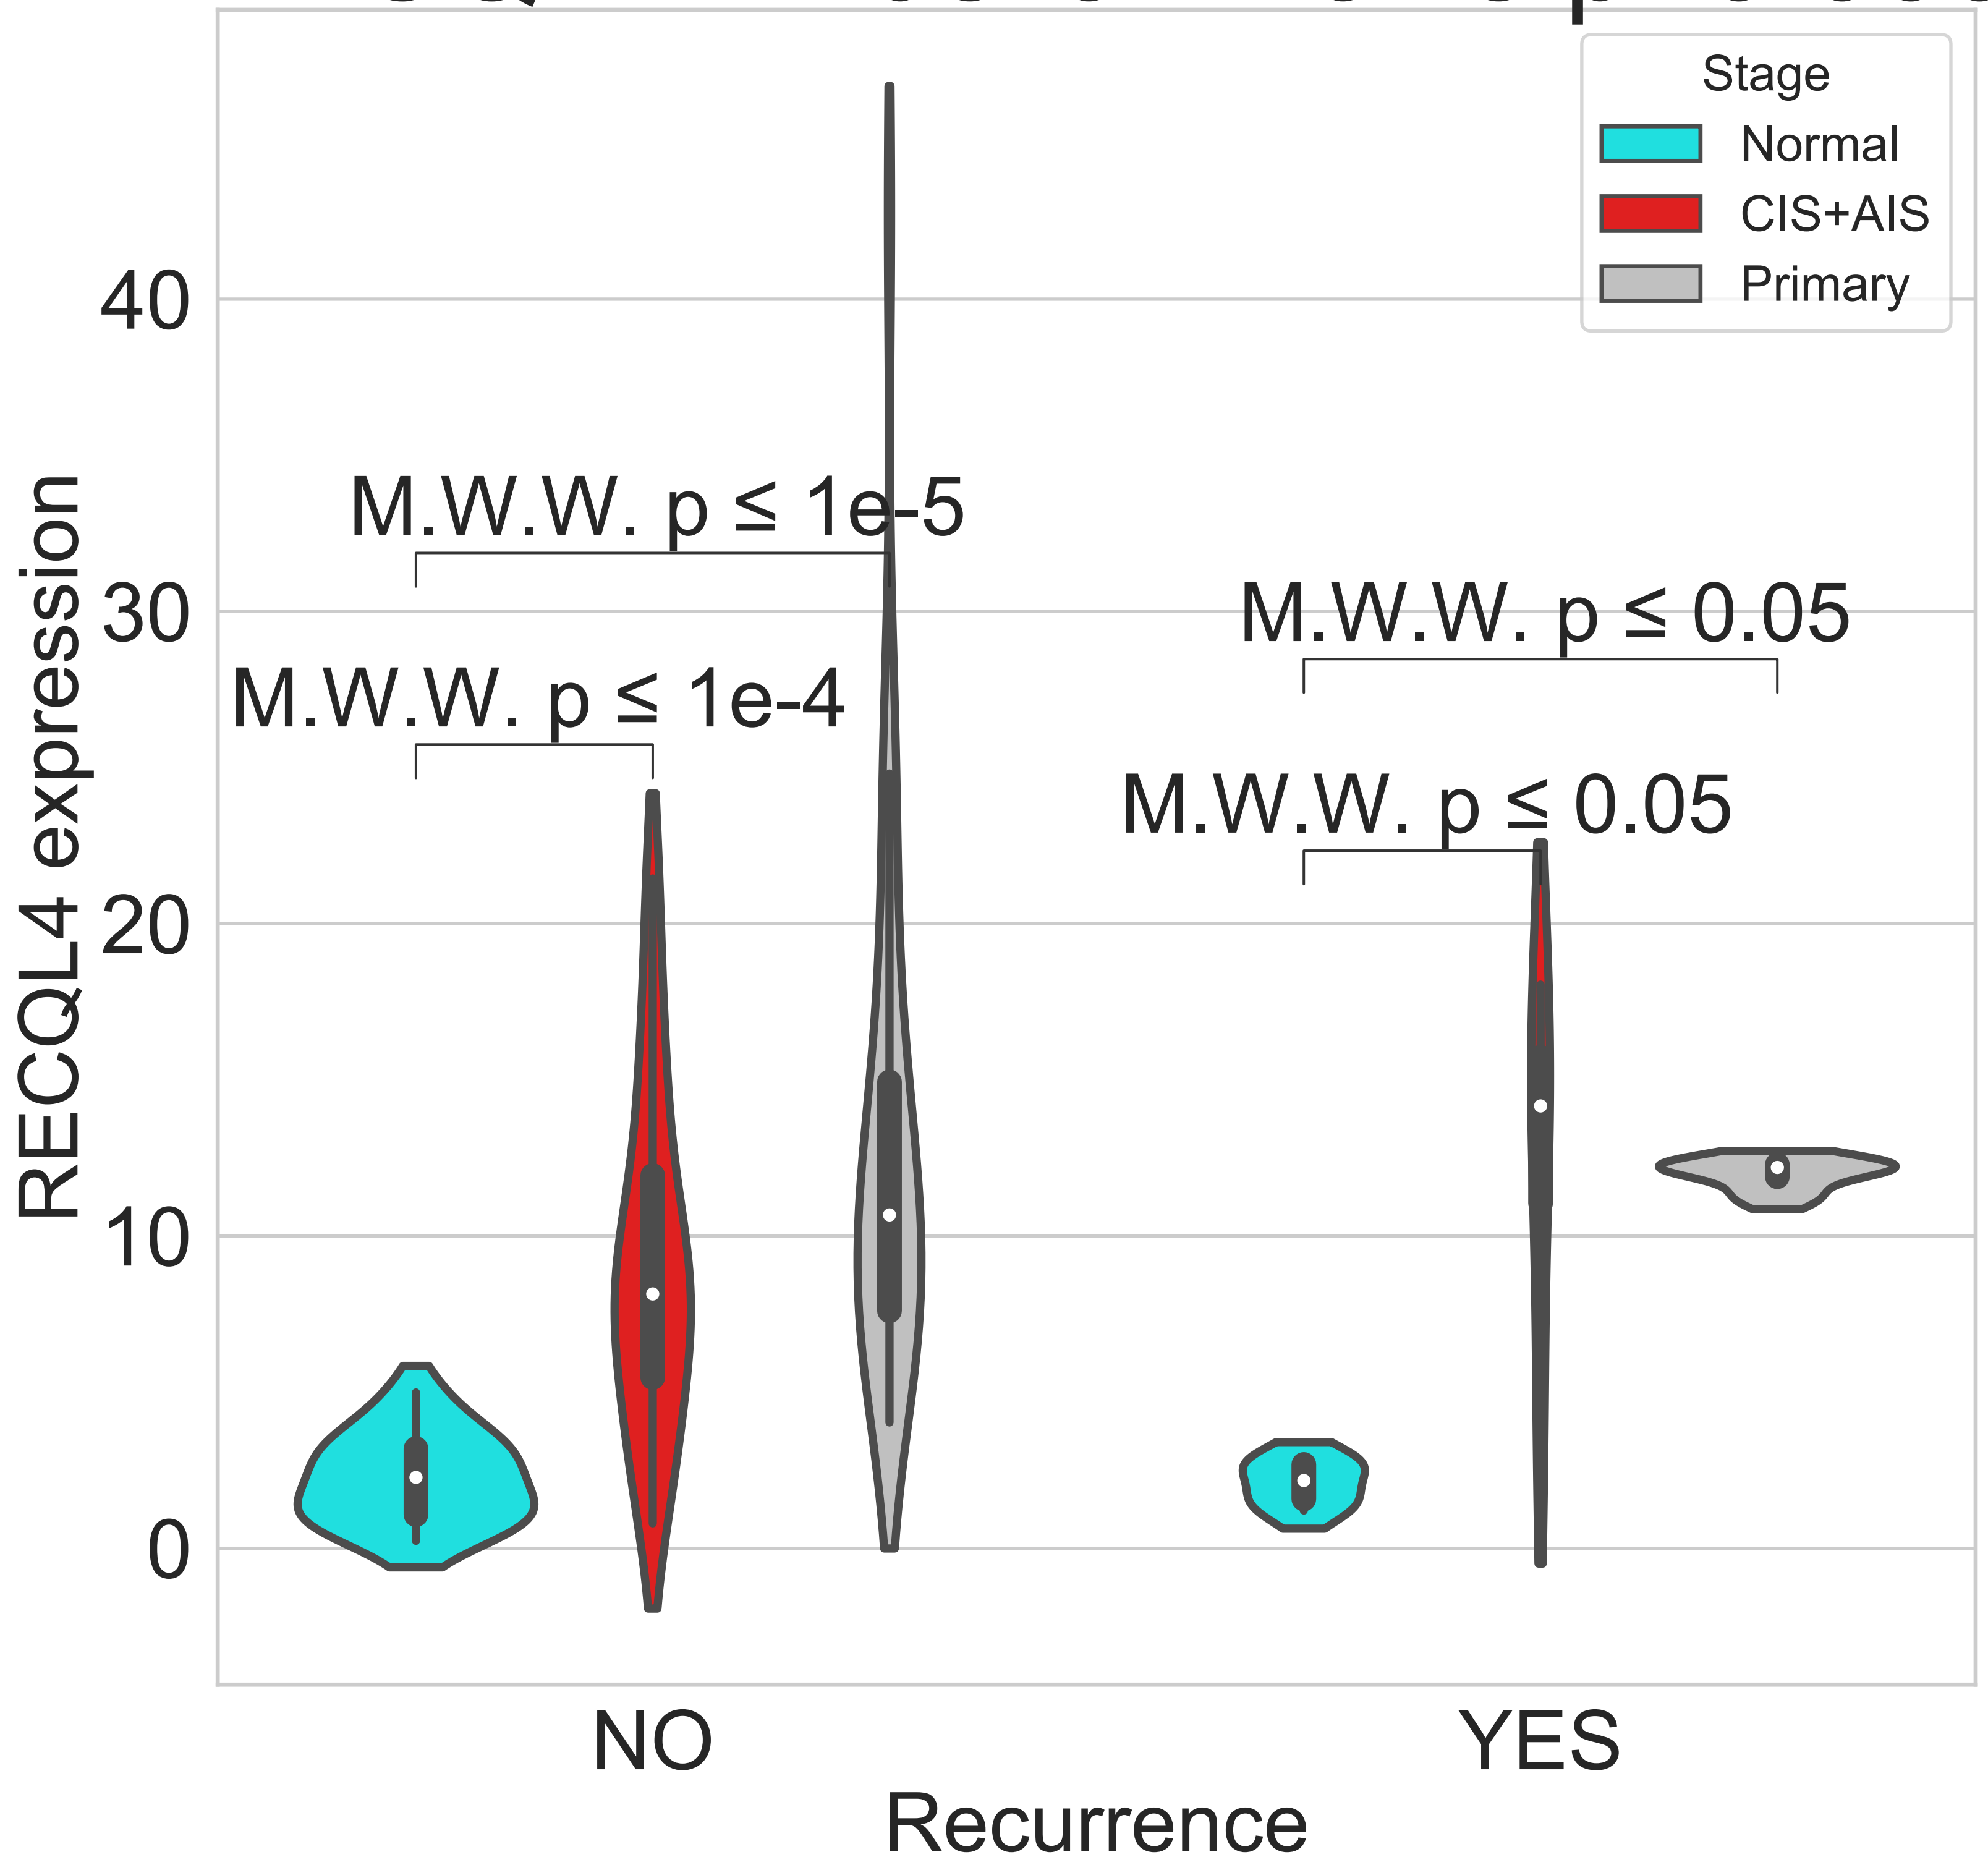 Stage
Normal
CIS+AIS
Primary
RECQL4 expression
40
30
20
10
0
M.W.W. p ≤ 1e-5
M.W.W. p ≤ 1e-4
M.W.W. p ≤ 0.05
M.W.W. p ≤ 0.05
NO
YES
Recurrence